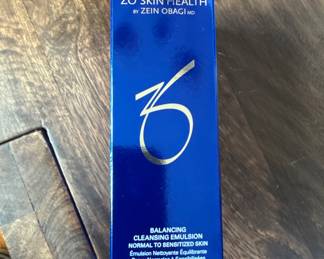 ZO SKIN HEALTH
BY ZEIN OBAGI MD
BALANCING
CLEANSING EMULSION
NORMAL TO SENSITIZED SKIN
Émulsion Nettoyante Équilibrante